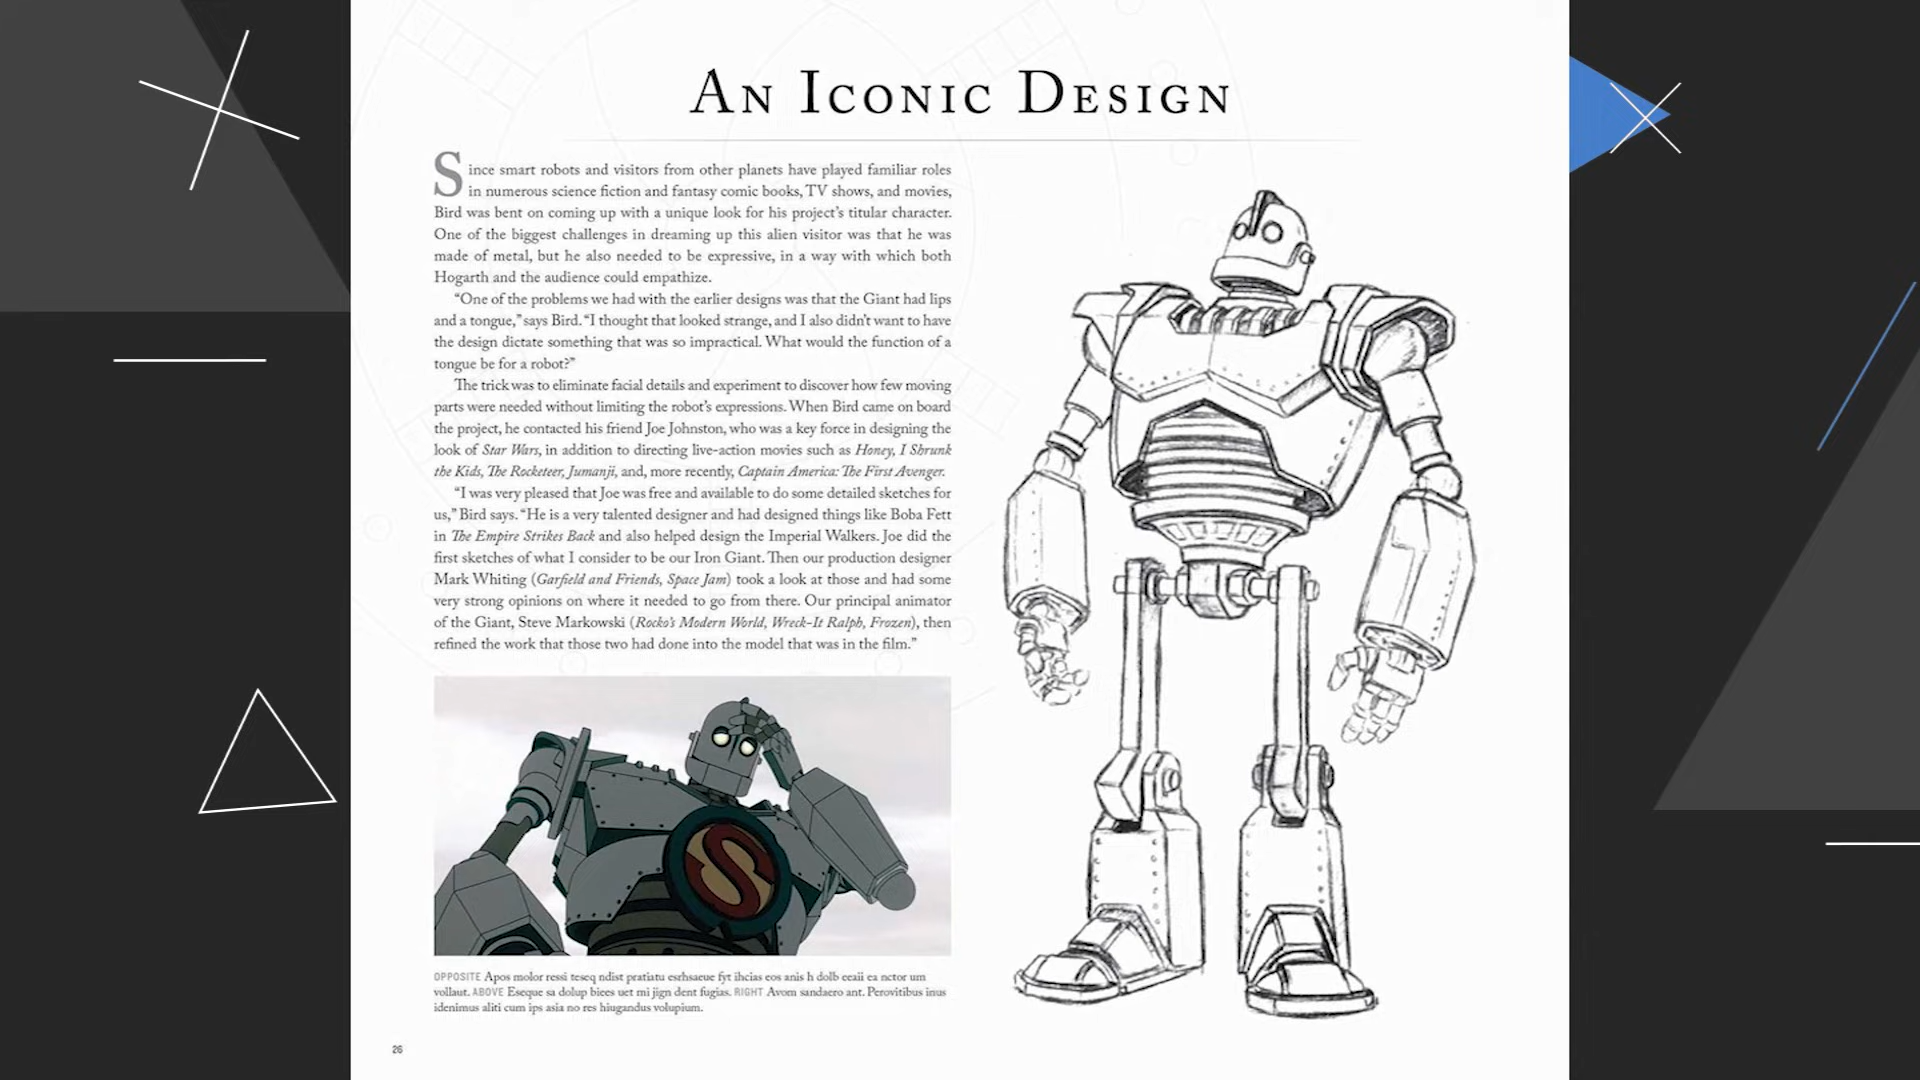 AN ICONIC DESIGN
Since smart robots and visitors from other planets have played familiar roles
in numerous science fiction and fantasy comic books, TV shows, and movies,
Bird was bent on coming up with a unique look for his project's titular character.
One of the biggest challenges in dreaming up this alien visitor was that he was
made of metal, but he also needed to be expressive, in a way with which both
Hogarth and the audience could empathize.
“One of the problems we had with the earlier designs was that the Giant had lips
and a tongue,” says Bird. “I thought that looked strange, and I also didn't want to have
the design dictate something that was so impractical. What would the function of a
tongue be for a robot?”
The trick was to eliminate facial details and experiment to discover how few moving
parts were needed without limiting the robot's expressions. When Bird came on board
the project, he contacted his friend Joe Johnston, who was a key force in designing the
look of Star Wars, in addition to directing live-action movies such as Honey, I Shrunk
the Kids, The Rocketeer, Jumanji, and, more recently, Captain America: The First Avenger.
“I was very pleased that Joe was free and available to do some detailed sketches for
us,” Bird says. “He is a very talented designer and had designed things like Boba Fett
in The Empire Strikes Back and also helped design the Imperial Walkers. Joe did the
first sketches of what I consider to be our Iron Giant. Then our production designer
Mark Whiting (Garfield and Friends, Space Jam) took a look at those and had some
very strong opinions on where it needed to go from there. Our principal animator
of the Giant, Steve Markowski (Rocko's Modern World, Wreck-It Ralph, Frozen), then
refined the work that those two had done into the model that was in the film.”
S
OPPOSITE Apos molor ressi teseq ndist pratiatu esrhsaeue fyt ihcias eos anis h dolb eeaii ea nctor um
vollaut. ABOVE Eseque sa dolup biees uet mi jign dent fugias. RIGHT Avom sandaero ant. Perovitibus inus
idenimus aliti cum ips asia no res hiugandus volupium.
26